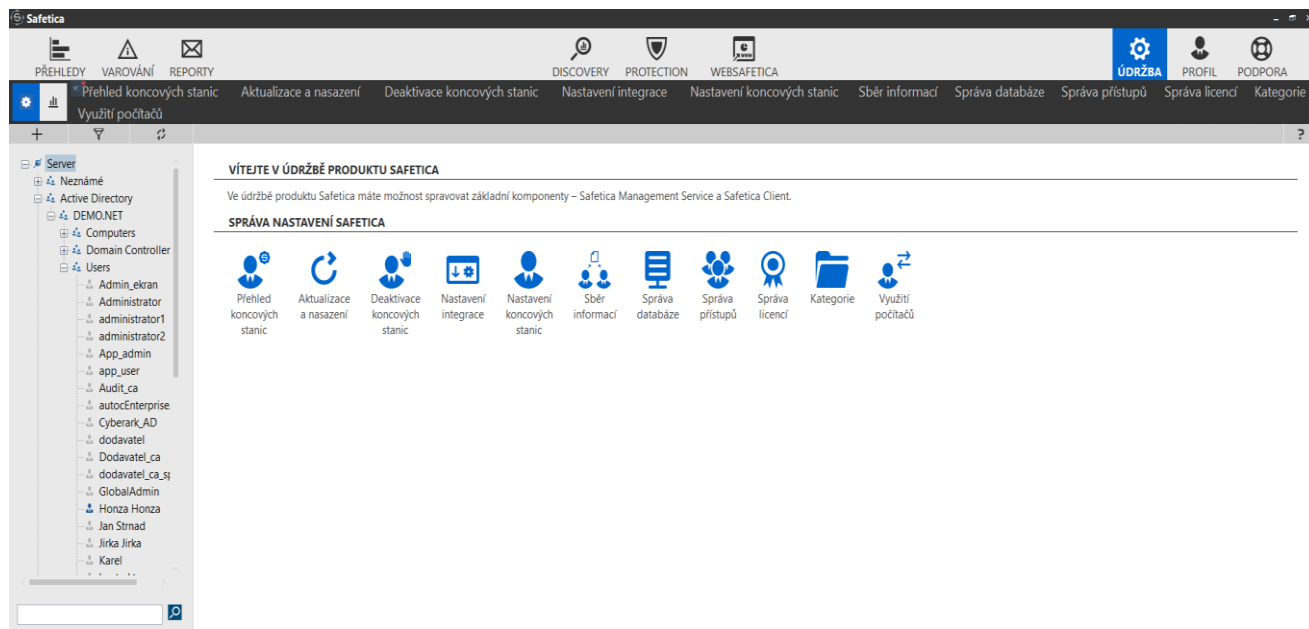 Safetica
PŘEHLEDY VAROVÁNÍ REPORTY DISCOVERY PROTECTION WEBSAFETICA ÚDRŽBA PROFIL PODPORA
Přehled koncových stanic Aktualizace a nasazení Deaktivace koncových stanic Nastavení integrace Nastavení koncových stanic Sběr informací Správa databáze Správa přístupů Správa licencí Kategorie
Využití počítačů
?
Server
Neznámé
Active Directory
DEMO.NET
Computers
Domain Controller
Users
Admin_ekran
Administrator
administrator1
administrator2
App_admin
app_user
Audit_ca
autocEnterprise
Cyberark_AD
dodavatel
Dodavatel_ca
dodavatel_ca_sp
GlobalAdmin
Honza Honza
Jan Strnad
Jirka Jirka
Karel
VÍTEJTE V ÚDRŽBĚ PRODUKTU SAFETICA
Ve údržbě produktu Safetica máte možnost spravovat základní komponenty – Safetica Management Service a Safetica Client.
SPRÁVA NASTAVENÍ SAFETICA
Přehled
koncových
stanic
Aktualizace
a nasazení
Deaktivace
koncových
stanic
Nastavení
integrace
Nastavení
koncových
stanic
Sběr
informací
Správa
databáze
Správa
přístupů
Správa
licencí
Kategorie
Využití
počítačů